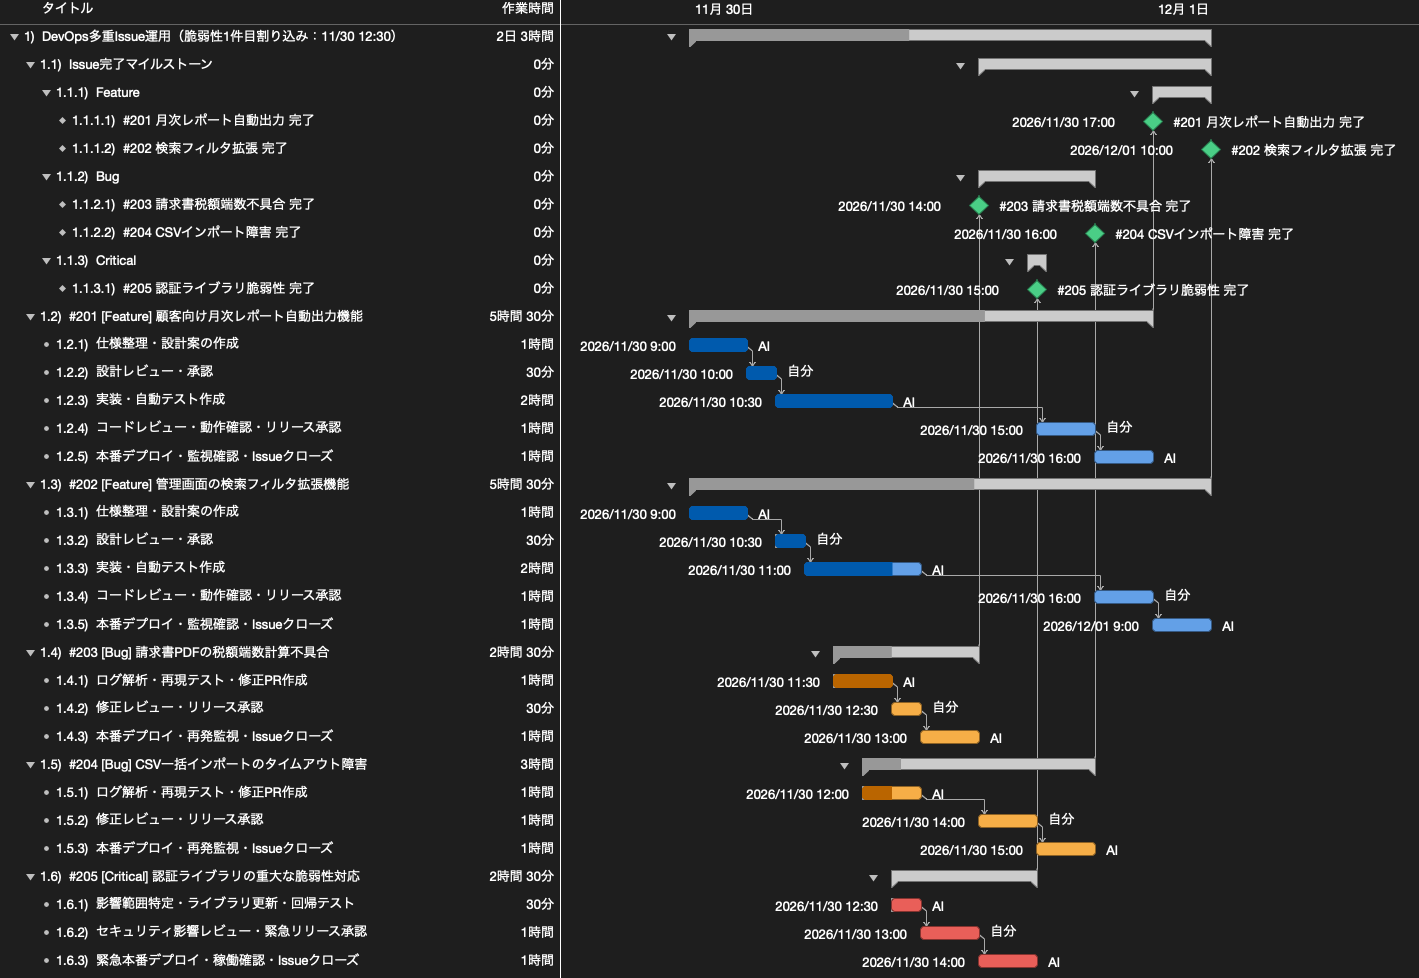 タイトル 作業時間 11月 30日 12月 1日
1) DevOps多重Issue運用（脆弱性1件目割り込み：11/30 12:30） 2日 3時間
1.1) Issue完了マイルストーン 0分
1.1.1) Feature 0分
1.1.1.1) #201 月次レポート自動出力 完了 0分 2026/11/30 17:00 #201 月次レポート自動出力 完了
1.1.1.2) #202 検索フィルタ拡張 完了 0分 2026/12/01 10:00 #202 検索フィルタ拡張 完了
1.1.2) Bug 0分
1.1.2.1) #203 請求書税額端数不具合 完了 0分 2026/11/30 14:00 #203 請求書税額端数不具合 完了
1.1.2.2) #204 CSVインポート障害 完了 0分 2026/11/30 16:00 #204 CSVインポート障害 完了
1.1.3) Critical 0分
1.1.3.1) #205 認証ライブラリ脆弱性 完了 0分 2026/11/30 15:00 #205 認証ライブラリ脆弱性 完了
1.2) #201 [Feature] 顧客向け月次レポート自動出力機能 5時間 30分
1.2.1) 仕様整理・設計案の作成 1時間 2026/11/30 9:00 AI
1.2.2) 設計レビュー・承認 30分 2026/11/30 10:00 自分
1.2.3) 実装・自動テスト作成 2時間 2026/11/30 10:30 AI
1.2.4) コードレビュー・動作確認・リリース承認 1時間 2026/11/30 15:00 自分
1.2.5) 本番デプロイ・監視確認・Issueクローズ 1時間 2026/11/30 16:00 AI
1.3) #202 [Feature] 管理画面の検索フィルタ拡張機能 5時間 30分
1.3.1) 仕様整理・設計案の作成 1時間 2026/11/30 9:00 AI
1.3.2) 設計レビュー・承認 30分 2026/11/30 10:30 自分
1.3.3) 実装・自動テスト作成 2時間 2026/11/30 11:00 AI
1.3.4) コードレビュー・動作確認・リリース承認 1時間 2026/11/30 16:00 自分
1.3.5) 本番デプロイ・監視確認・Issueクローズ 1時間 2026/12/01 9:00 AI
1.4) #203 [Bug] 請求書PDFの税額端数計算不具合 2時間 30分
1.4.1) ログ解析・再現テスト・修正PR作成 1時間 2026/11/30 11:30 AI
1.4.2) 修正レビュー・リリース承認 30分 2026/11/30 12:30 自分
1.4.3) 本番デプロイ・再発監視・Issueクローズ 1時間 2026/11/30 13:00 AI
1.5) #204 [Bug] CSV一括インポートのタイムアウト障害 3時間
1.5.1) ログ解析・再現テスト・修正PR作成 1時間 2026/11/30 12:00 AI
1.5.2) 修正レビュー・リリース承認 1時間 2026/11/30 14:00 自分
1.5.3) 本番デプロイ・再発監視・Issueクローズ 1時間 2026/11/30 15:00 AI
1.6) #205 [Critical] 認証ライブラリの重大な脆弱性対応 2時間 30分
1.6.1) 影響範囲特定・ライブラリ更新・回帰テスト 30分 2026/11/30 12:30 AI
1.6.2) セキュリティ影響レビュー・緊急リリース承認 1時間 2026/11/30 13:00 自分
1.6.3) 緊急本番デプロイ・稼働確認・Issueクローズ 1時間 2026/11/30 14:00 AI